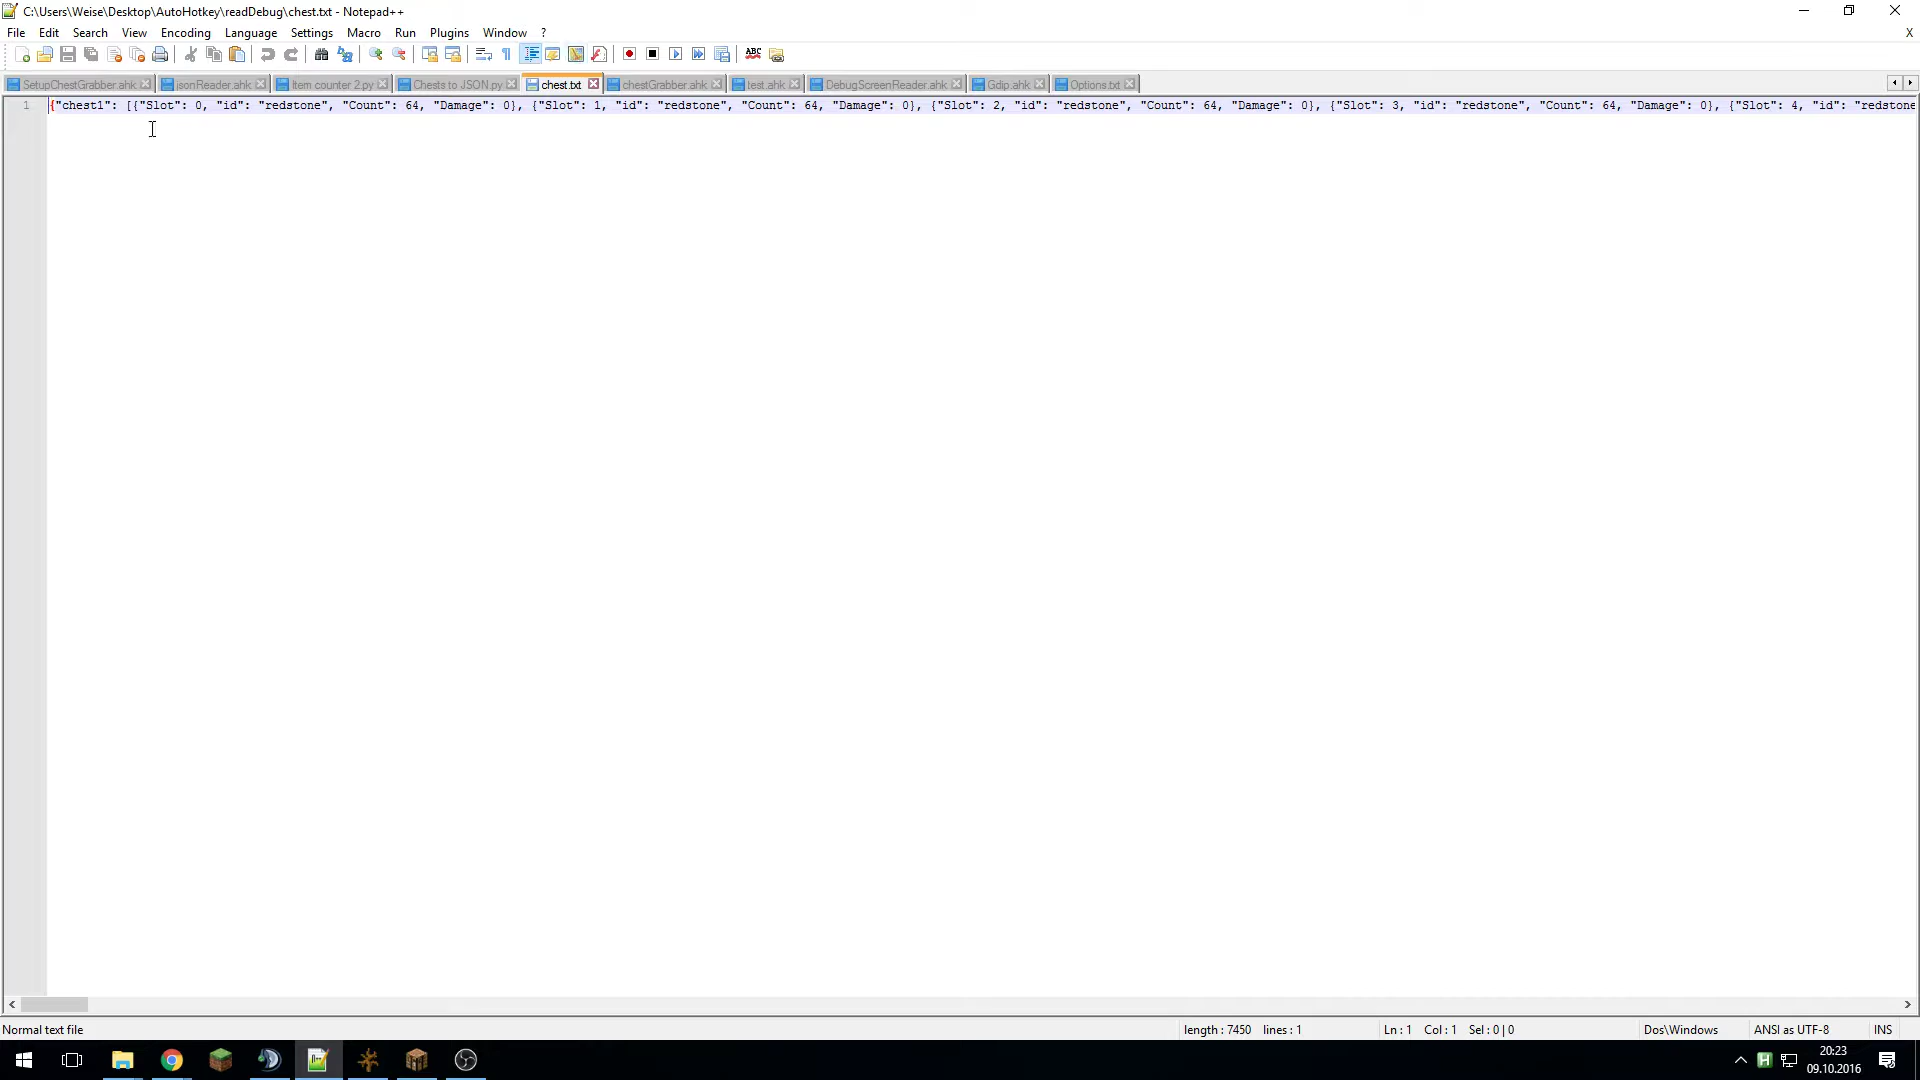 C:\Users\Weise\Desktop\AutoHotkey\readDebug\chest.txt - Notepad++
File Edit Search View Encoding Language Settings Macro Run Plugins Window ? X
ABC
SetupChestGrabber.ahk jsonReader.ahk Item counter 2.py Chests to JSON.py chest.txt chestGrabber.ahk test.ahk DebugScreenReader.ahk Gdip.ahk Options.txt
1 {"chest1": [{"Slot": 0, "id": "redstone", "Count": 64, "Damage": 0}, {"Slot": 1, "id": "redstone", "Count": 64, "Damage": 0}, {"Slot": 2, "id": "redstone", "Count": 64, "Damage": 0}, {"Slot": 3, "id": "redstone", "Count": 64, "Damage": 0}, {"Slot": 4, "id": "redstone
Normal text file length : 7450 lines : 1 Ln : 1 Col : 1 Sel : 0 | 0 Dos\Windows ANSI as UTF-8 INS
H
20:23
09.10.2016